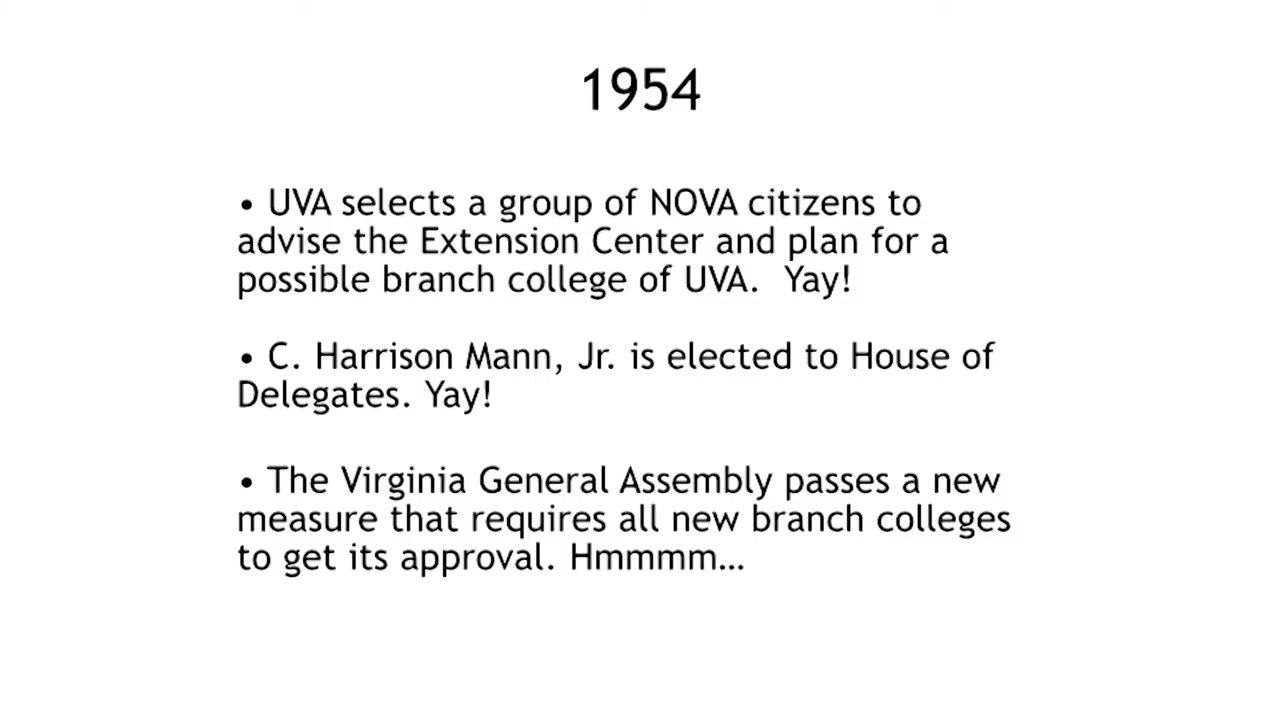 1954
• UVA selects a group of NOVA citizens to
advise the Extension Center and plan for a
possible branch college of UVA.  Yay!
• C. Harrison Mann, Jr. is elected to House of
Delegates. Yay!
• The Virginia General Assembly passes a new
measure that requires all new branch colleges
to get its approval. Hmmmm…